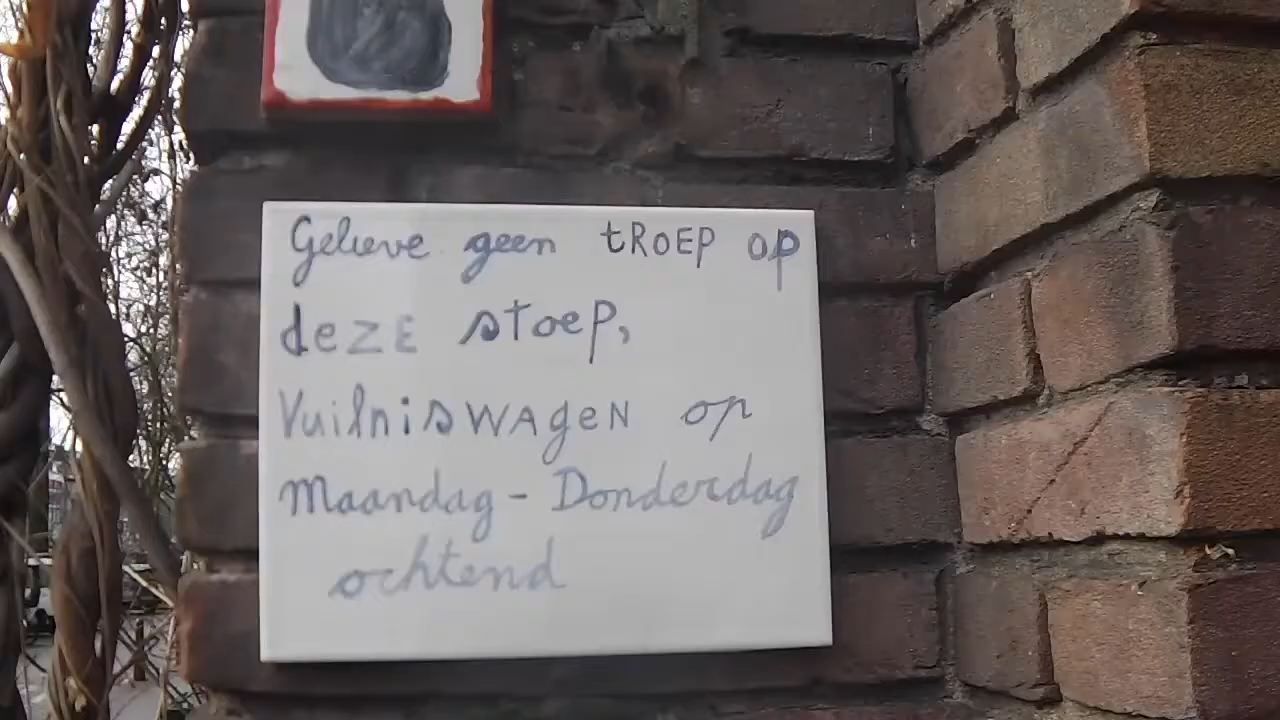 Gelieve geen tROEP op
deze stoep,
VuilnisWAgeN op
Maandag - Donderdag
ochtend